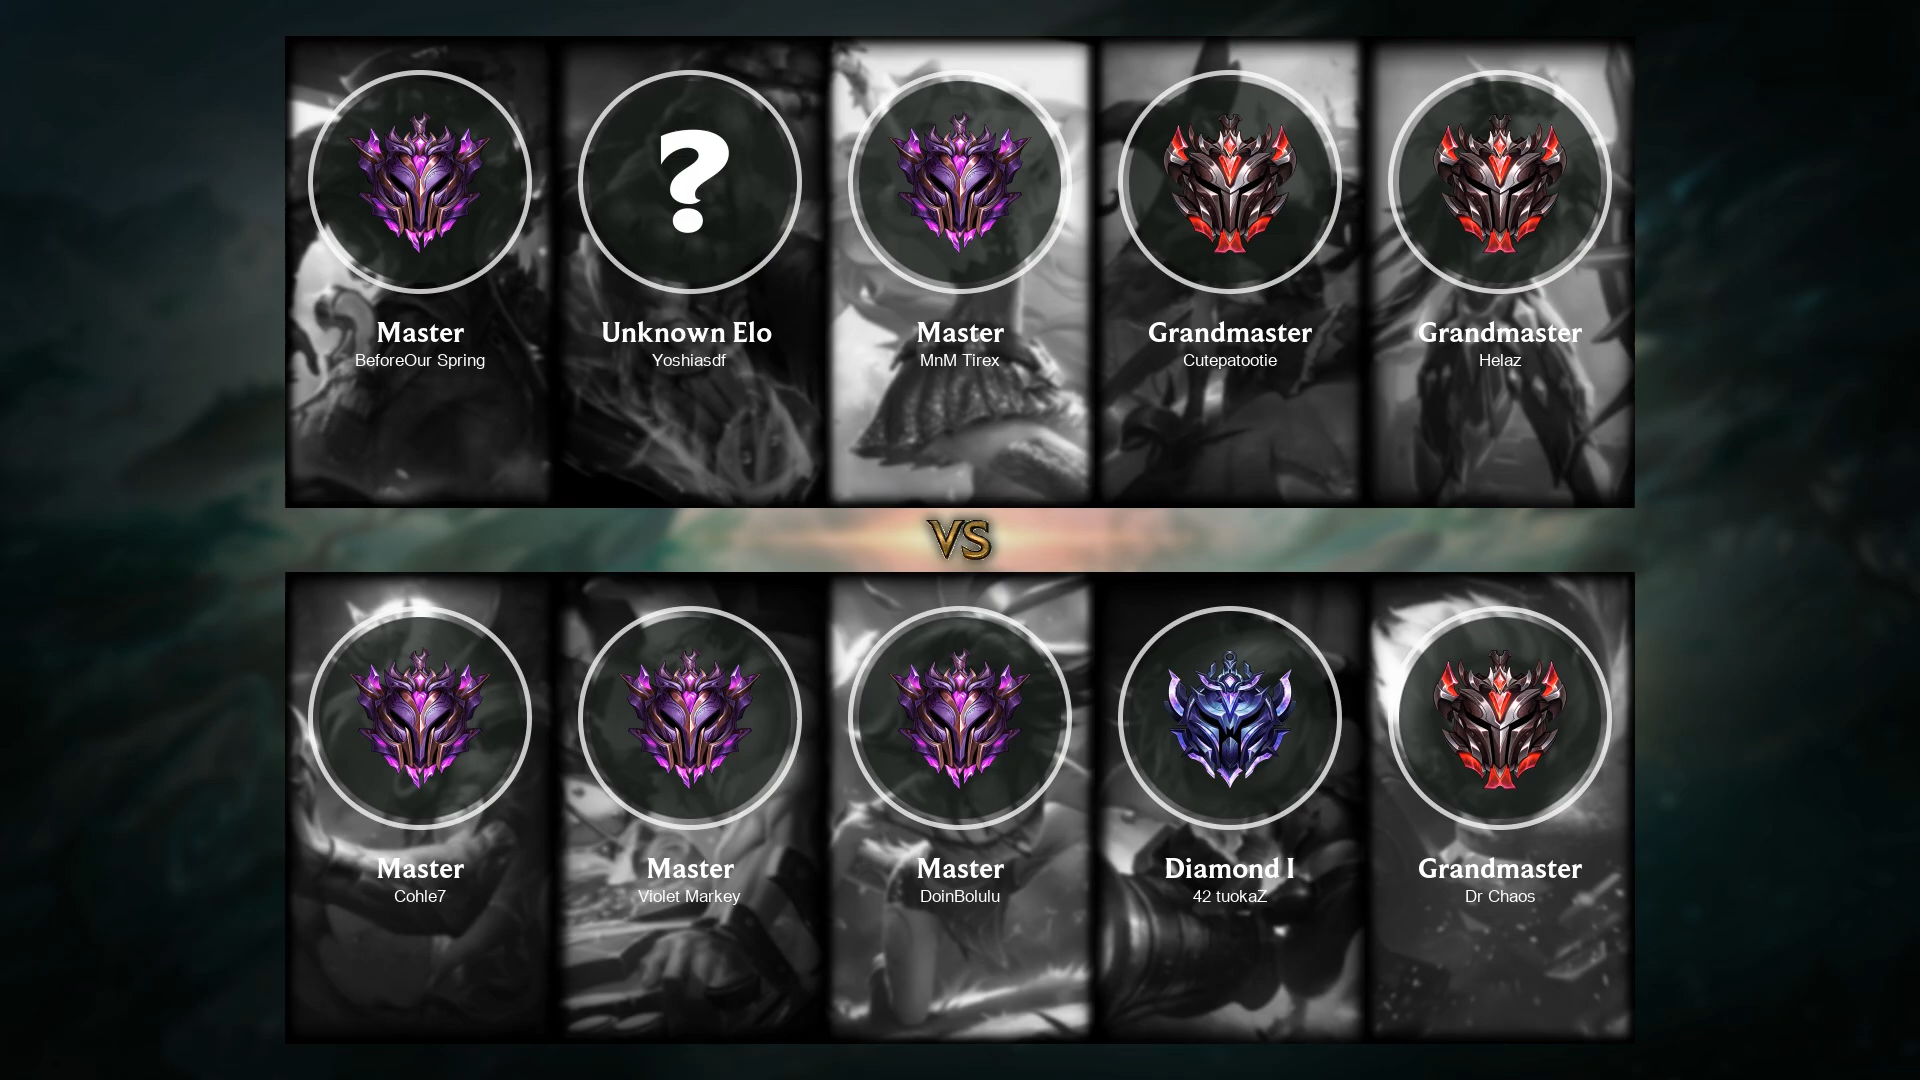 Master
BeforeOur Spring
Unknown Elo
Yoshiasdf
Master
MnM Tirex
Grandmaster
Cutepatootie
Grandmaster
Helaz
VS
Master
Cohle7
Master
Violet Markey
Master
DoinBolulu
Diamond I
42 tuokaZ
Grandmaster
Dr Chaos